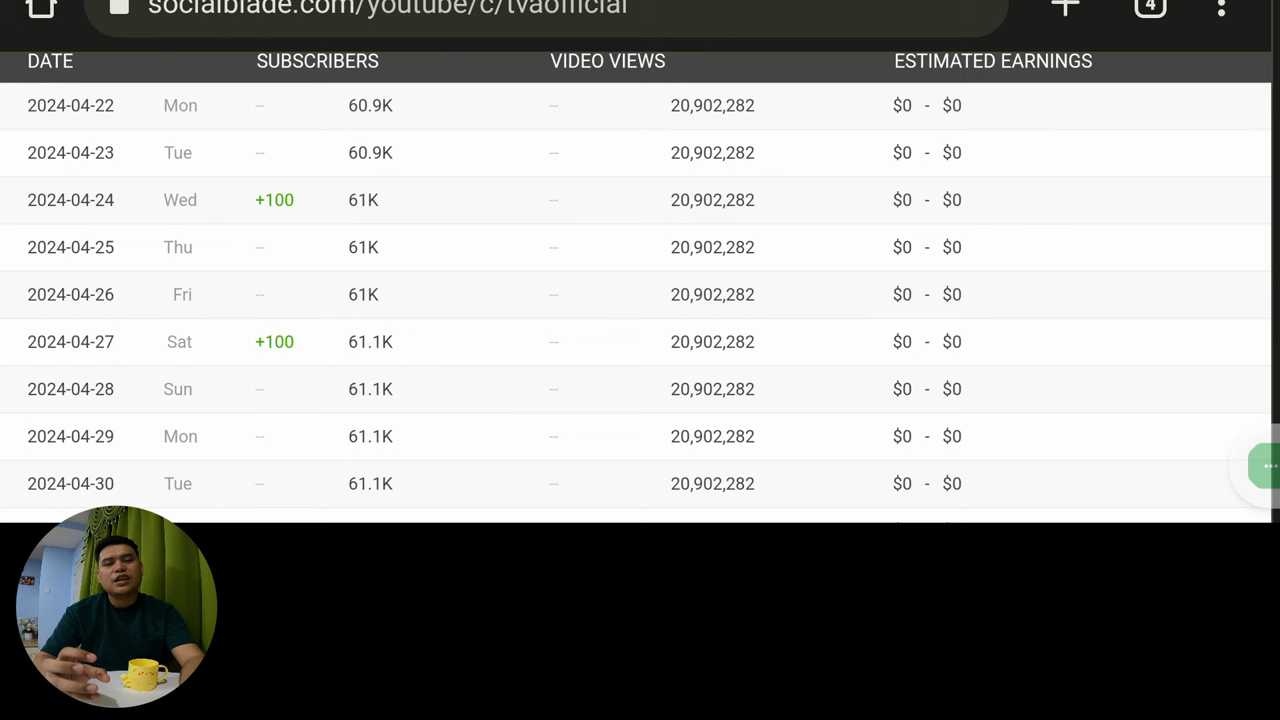 socialblade.com/youtube/c/tvaofficial
4
DATE SUBSCRIBERS VIDEO VIEWS ESTIMATED EARNINGS
2024-04-22 Mon -- 60.9K -- 20,902,282 $0 - $0
2024-04-23 Tue -- 60.9K -- 20,902,282 $0 - $0
2024-04-24 Wed +100 61K -- 20,902,282 $0 - $0
2024-04-25 Thu -- 61K -- 20,902,282 $0 - $0
2024-04-26 Fri -- 61K -- 20,902,282 $0 - $0
2024-04-27 Sat +100 61.1K -- 20,902,282 $0 - $0
2024-04-28 Sun -- 61.1K -- 20,902,282 $0 - $0
2024-04-29 Mon -- 61.1K -- 20,902,282 $0 - $0
2024-04-30 Tue -- 61.1K -- 20,902,282 $0 - $0